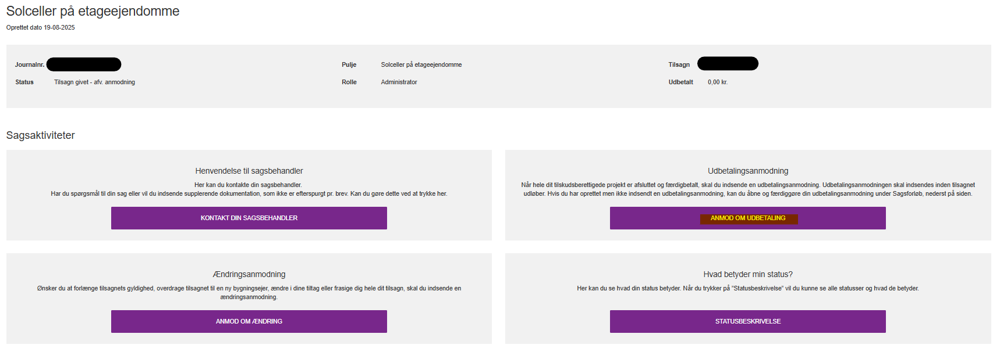 Solceller på etageejendomme
Oprettet dato 19-08-2025
Journalnr.
Pulje Solceller på etageejendomme
Tilsagn
Status Tilsagn givet - afv. anmodning
Rolle Administrator
Udbetalt 0,00 kr.
Sagsaktiviteter
Henvendelse til sagsbehandler
Her kan du kontakte din sagsbehandler.
Har du spørgsmål til din sag eller vil du indsende supplerende dokumentation, som ikke er efterspurgt pr. brev. Kan du gøre dette ved at trykke her.
KONTAKT DIN SAGSBEHANDLER
Udbetalingsanmodning
Når hele dit tilskudsberettigede projekt er afsluttet og færdigbetalt, skal du indsende en udbetalingsanmodning. Udbetalingsanmodningen skal indsendes inden tilsagnet
udløber. Hvis du har oprettet men ikke indsendt en udbetalingsanmodning, kan du åbne og færdiggøre din udbetalingsanmodning under Sagsforløb, nederst på siden.
ANMOD OM UDBETALING
Ændringsanmodning
Ønsker du at forlænge tilsagnets gyldighed, overdrage tilsagnet til en ny bygningsejer, ændre i dine tiltag eller frasige dig hele dit tilsagn, skal du indsende en
ændringsanmodning.
ANMOD OM ÆNDRING
Hvad betyder min status?
Her kan du se hvad din status betyder. Når du trykker på "Statusbeskrivelse" vil du kunne se alle statusser og hvad de betyder.
STATUSBESKRIVELSE